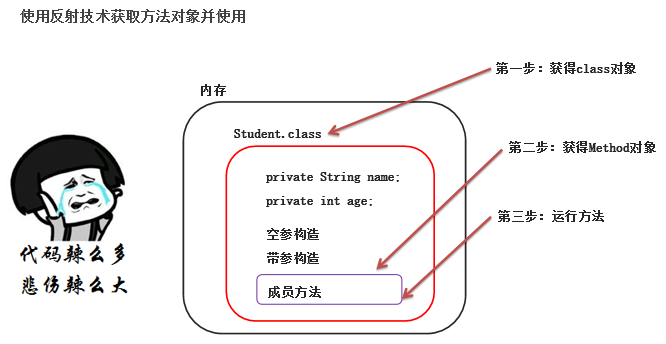 使用反射技术获取方法对象并使用
第一步：获得class对象
内存
Student.class
第二步：获得Method对象
private String name;
private int age;
第三步：运行方法
空参构造
带参构造
成员方法
代码辣么多
悲伤辣么大